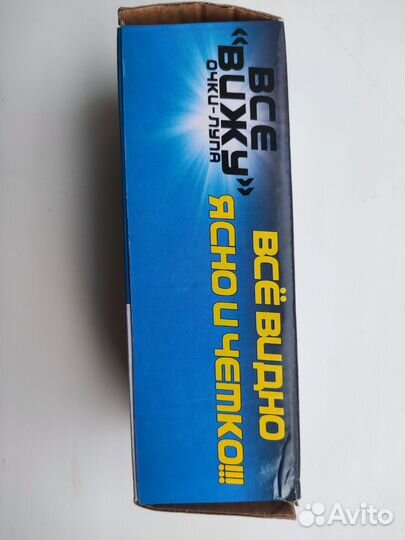 ВСЕ
"ВИЖУ"
ОЧКИ-ЛУПА
ВСЁ ВИДНО
ЯСНО И ЧЕТКО!!!
Avito